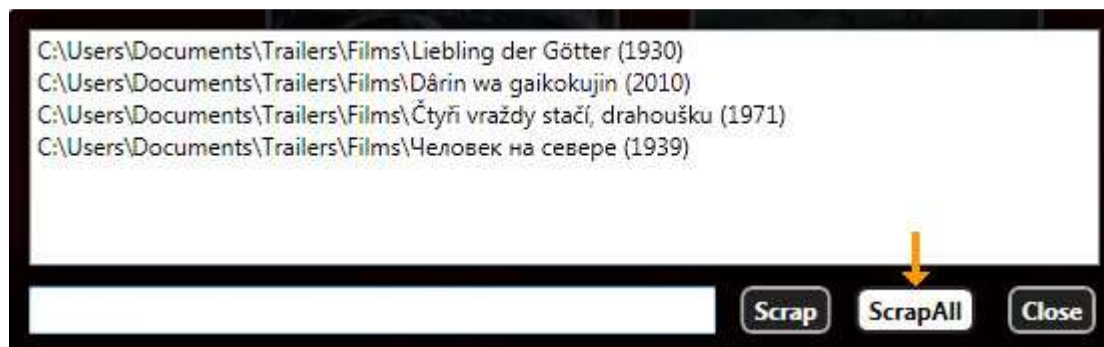 C:\Users\Documents\Trailers\Films\Liebling der Götter (1930)
C:\Users\Documents\Trailers\Films\Dârin wa gaikokujin (2010)
C:\Users\Documents\Trailers\Films\Čtyři vraždy stačí, drahoušku (1971)
C:\Users\Documents\Trailers\Films\Человек на севере (1939)
Scrap ScrapAll Close